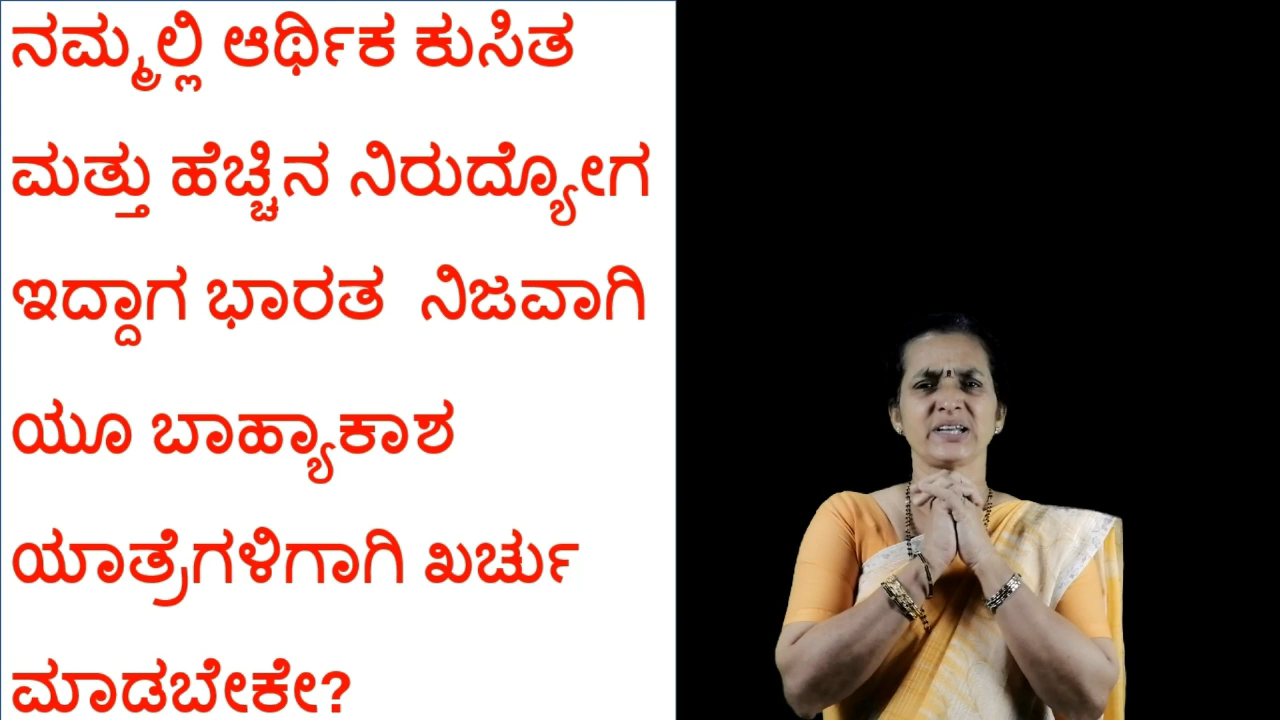 ನಮ್ಮಲ್ಲಿ ಆರ್ಥಿಕ ಕುಸಿತ
ಮತ್ತು ಹೆಚ್ಚಿನ ನಿರುದ್ಯೋಗ
ಇದ್ದಾಗ ಭಾರತ ನಿಜವಾಗಿ
ಯೂ ಬಾಹ್ಯಾಕಾಶ
ಯಾತ್ರೆಗಳಿಗಾಗಿ ಖರ್ಚು
ಮಾಡಬೇಕೇ?